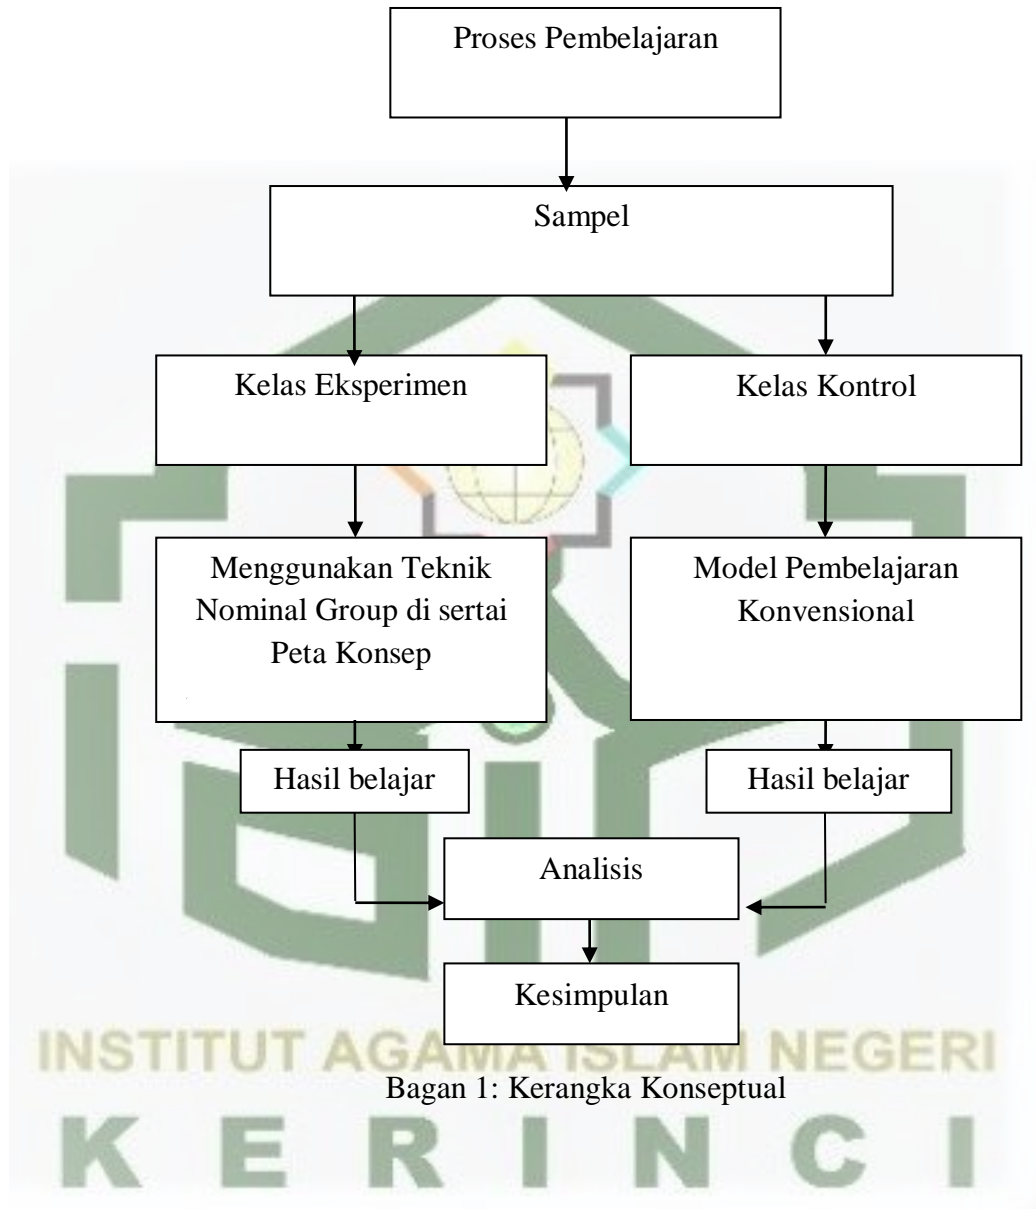 Proses Pembelajaran
Sampel
Kelas Eksperimen
Kelas Kontrol
Menggunakan Teknik
Nominal Group di sertai
Peta Konsep
Model Pembelajaran
Konvensional
Hasil belajar
Hasil belajar
Analisis
Kesimpulan
INSTITUT AGAMA ISLAM NEGERI
Bagan 1: Kerangka Konseptual
KERINCI